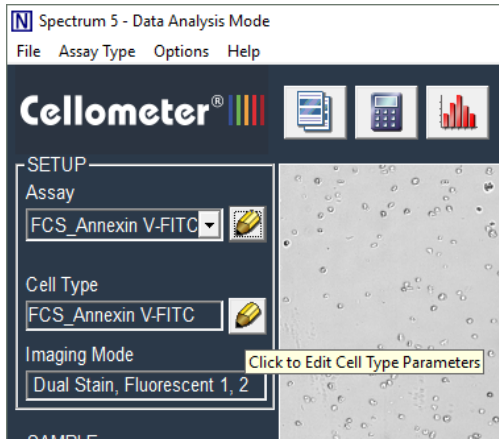 Spectrum 5 - Data Analysis Mode
File Assay Type Options Help
Cellometer®
SETUP
Assay
FCS_Annexin V-FITC
Cell Type
FCS_Annexin V-FITC
Click to Edit Cell Type Parameters
Imaging Mode
Dual Stain, Fluorescent 1, 2
SAMPLE